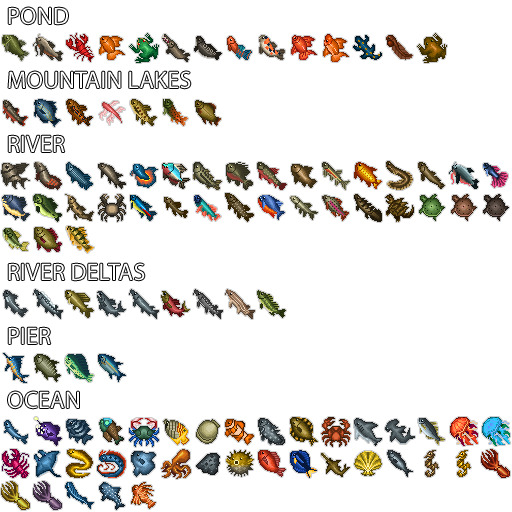 POND
MOUNTAIN LAKES
RIVER
RIVER DELTAS
PIER
OCEAN